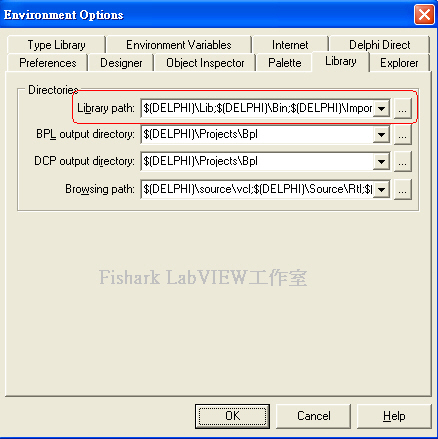 Environment Options
Type Library Environment Variables Internet Delphi Direct
Preferences Designer Object Inspector Palette Library Explorer
Directories
Library path: $(DELPHI)\Lib;$(DELPHI)\Bin;$(DELPHI)\Impor ...
BPL output directory: $(DELPHI)\Projects\Bpl ...
DCP output directory: $(DELPHI)\Projects\Bpl ...
Browsing path: $(DELPHI)\source\vcl;$(DELPHI)\Source\Rtl;$( ...
Fishark LabVIEW工作室
OK Cancel Help